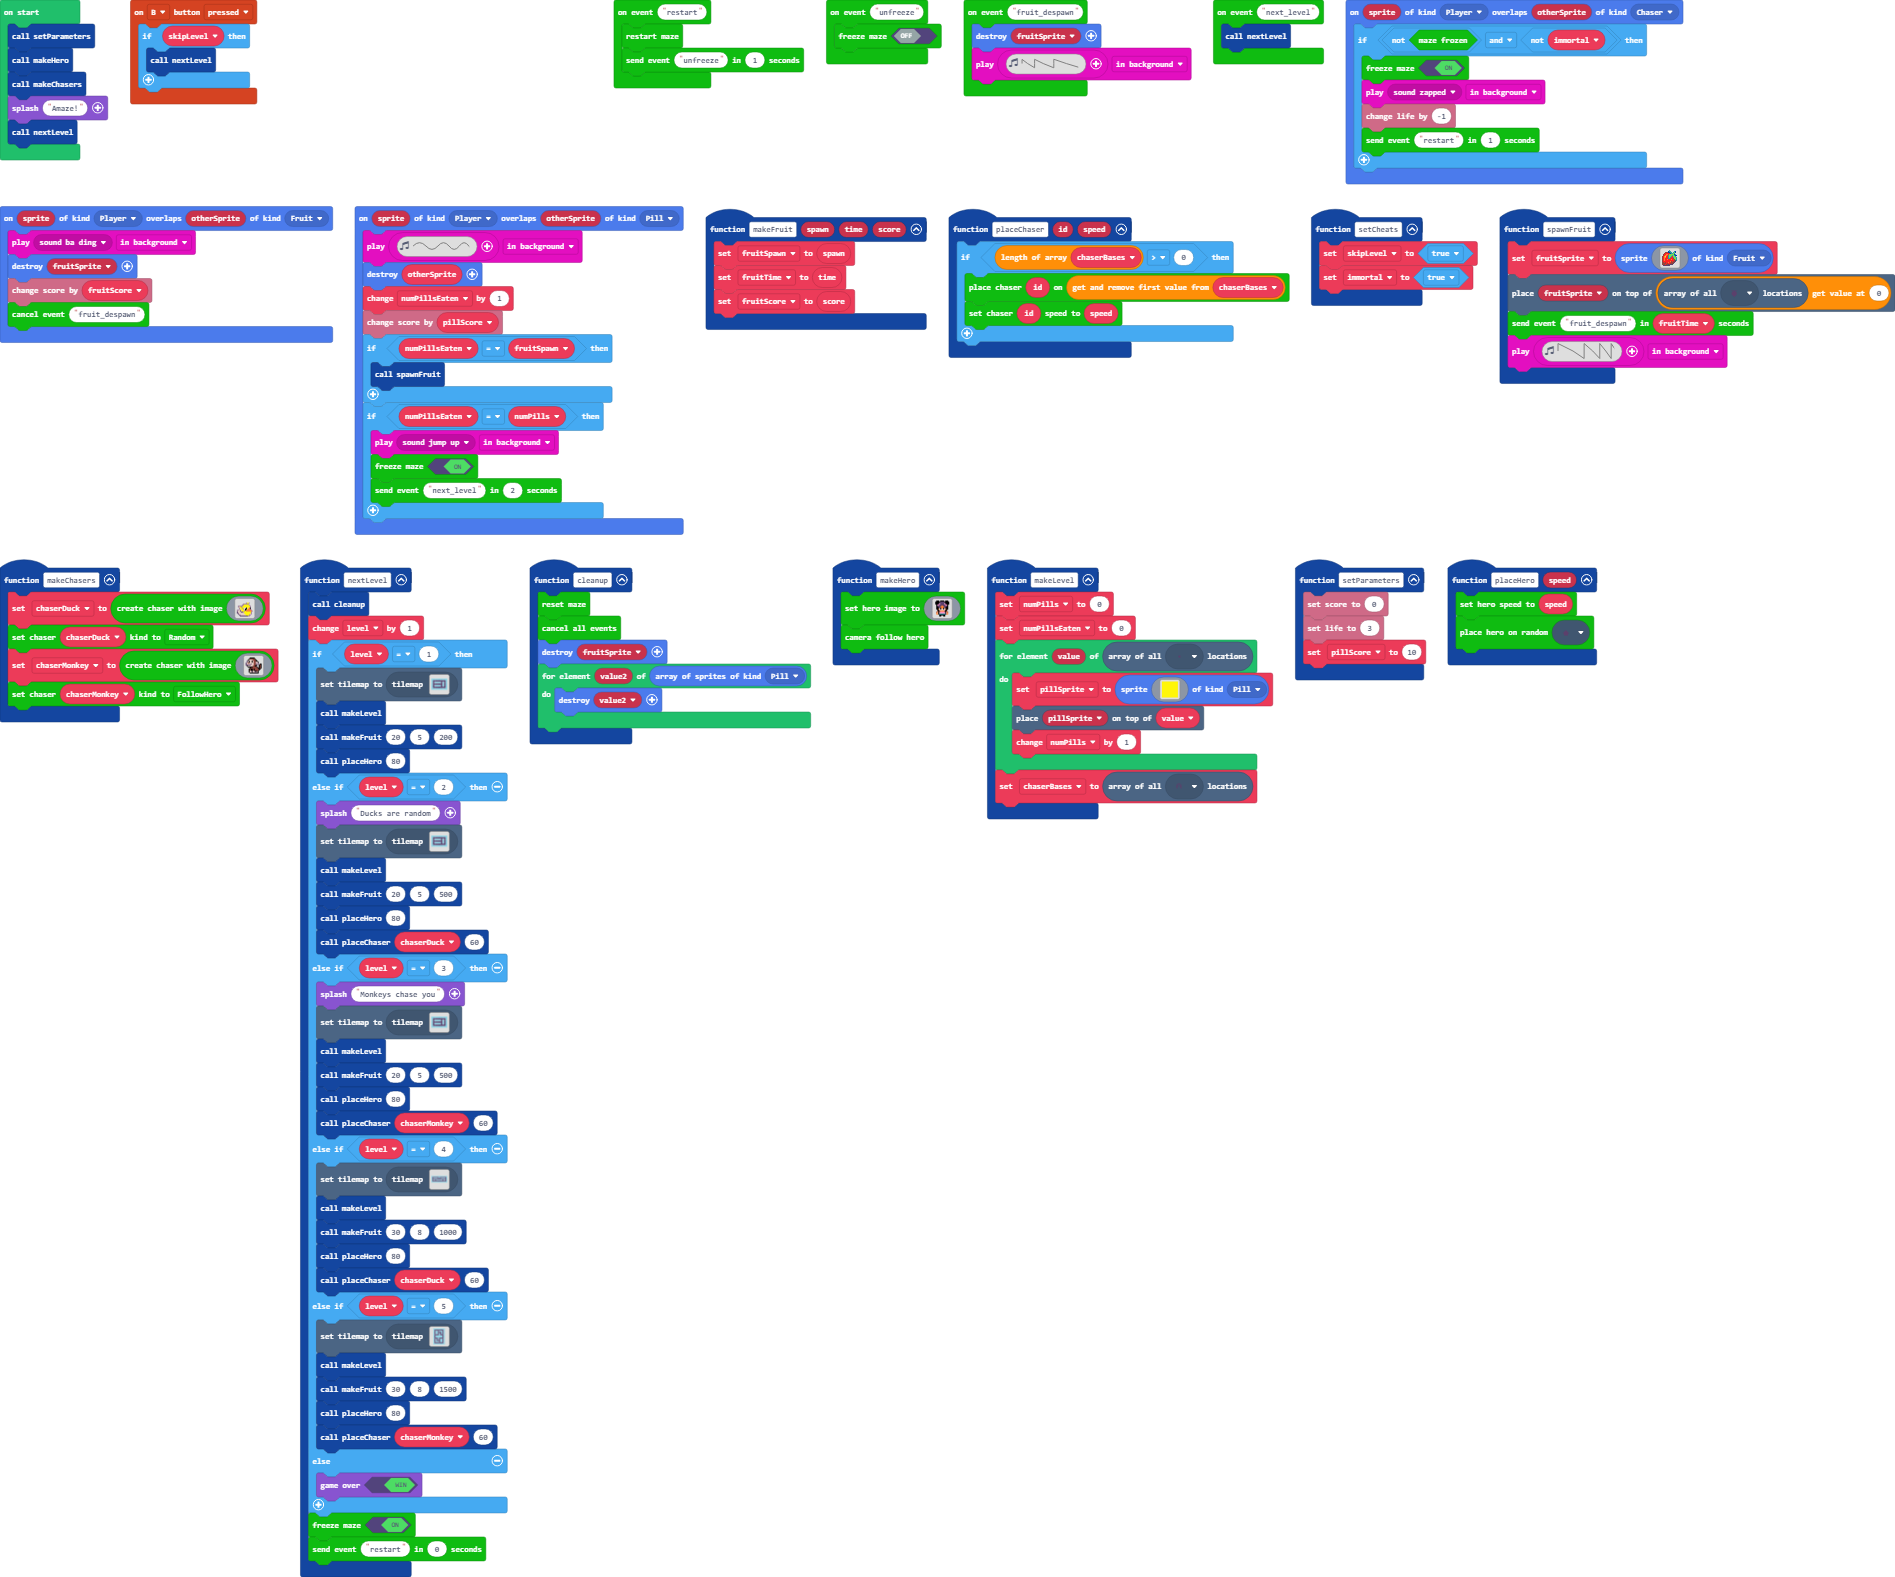 on start
call setParameters
call makeHero
call makeChasers
splash "Amaze!"
call nextLevel
on B button pressed
if skipLevel then
call nextLevel
on event "restart"
restart maze
send event "unfreeze" in 1 seconds
on event "unfreeze"
freeze maze OFF
on event "fruit_despawn"
destroy fruitSprite
play in background
on event "next_level"
call nextLevel
on sprite of kind Player overlaps otherSprite of kind Chaser
if not maze frozen and not immortal then
freeze maze ON
play sound zapped in background
change life by -1
send event "restart" in 1 seconds
on sprite of kind Player overlaps otherSprite of kind Fruit
play sound ba ding in background
destroy fruitSprite
change score by fruitScore
cancel event "fruit_despawn"
on sprite of kind Player overlaps otherSprite of kind Pill
play in background
destroy otherSprite
change numPillsEaten by 1
change score by pillScore
if numPillsEaten = fruitSpawn then
call spawnFruit
if numPillsEaten = numPills then
play sound jump up in background
freeze maze ON
send event "next_level" in 2 seconds
function makeFruit spawn time score
set fruitSpawn to spawn
set fruitTime to time
set fruitScore to score
function placeChaser id speed
if length of array chaserBases > 0 then
place chaser id on get and remove first value from chaserBases
set chaser id speed to speed
function setCheats
set skipLevel to true
set immortal to true
function spawnFruit
set fruitSprite to sprite of kind Fruit
place fruitSprite on top of array of all locations get value at 0
send event "fruit_despawn" in fruitTime seconds
play in background
function makeChasers
set chaserDuck to create chaser with image
set chaser chaserDuck kind to Random
set chaserMonkey to create chaser with image
set chaser chaserMonkey kind to FollowHero
function nextLevel
call cleanup
change level by 1
if level = 1 then
set tilemap to tilemap
call makeLevel
call makeFruit 20 5 200
call placeHero 80
else if level = 2 then
splash "Ducks are random"
set tilemap to tilemap
call makeLevel
call makeFruit 20 5 500
call placeHero 80
call placeChaser chaserDuck 60
else if level = 3 then
splash "Monkeys chase you"
set tilemap to tilemap
call makeLevel
call makeFruit 20 5 500
call placeHero 80
call placeChaser chaserMonkey 60
else if level = 4 then
set tilemap to tilemap
call makeLevel
call makeFruit 30 8 1000
call placeHero 80
call placeChaser chaserDuck 60
else if level = 5 then
set tilemap to tilemap
call makeLevel
call makeFruit 30 8 1500
call placeHero 80
call placeChaser chaserMonkey 60
else
game over WIN
freeze maze ON
send event "restart" in 0 seconds
function cleanup
reset maze
cancel all events
destroy fruitSprite
for element value2 of array of sprites of kind Pill
do
destroy value2
function makeHero
set hero image to
camera follow hero
function makeLevel
set numPills to 0
set numPillsEaten to 0
for element value of array of all locations
do
set pillSprite to sprite of kind Pill
place pillSprite on top of value
change numPills by 1
set chaserBases to array of all locations
function setParameters
set score to 0
set life to 3
set pillScore to 10
function placeHero speed
set hero speed to speed
place hero on random